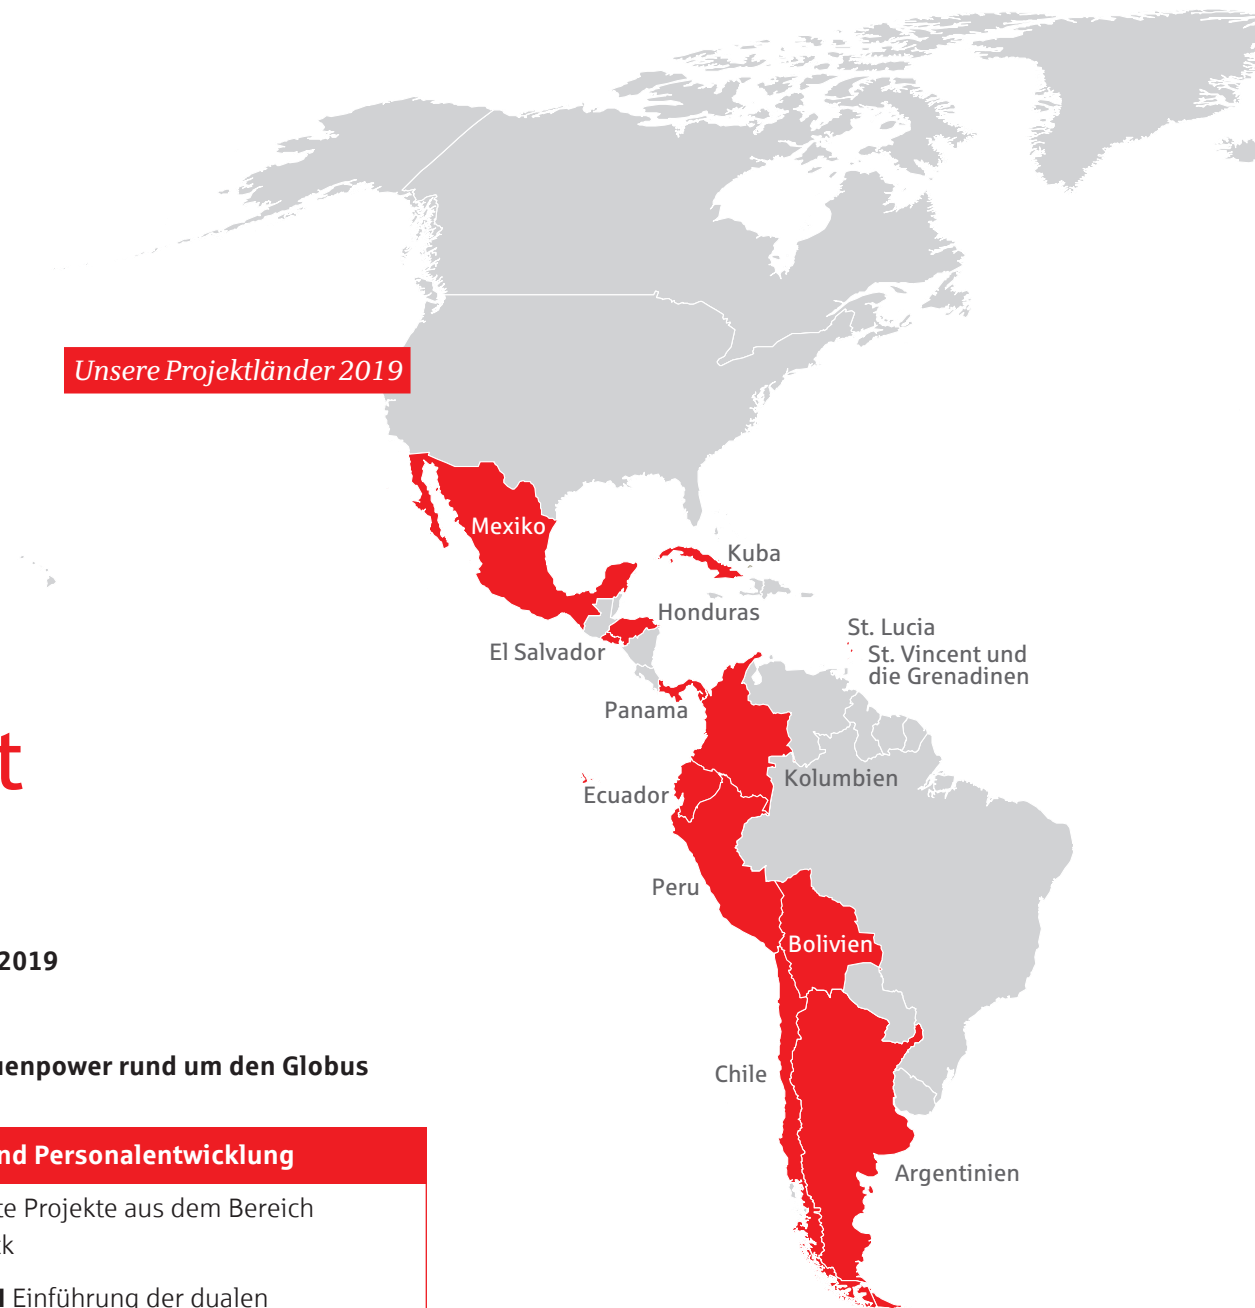 Unsere Projektländer 2019
Mexiko
Kuba
Honduras
St. Lucia
El Salvador
St. Vincent und
die Grenadinen
Panama
t
Kolumbien
Ecuador
Peru
Bolivien
2019
uenpower rund um den Globus
Chile
nd Personalentwicklung
Argentinien
te Projekte aus dem Bereich
k
Einführung der dualen